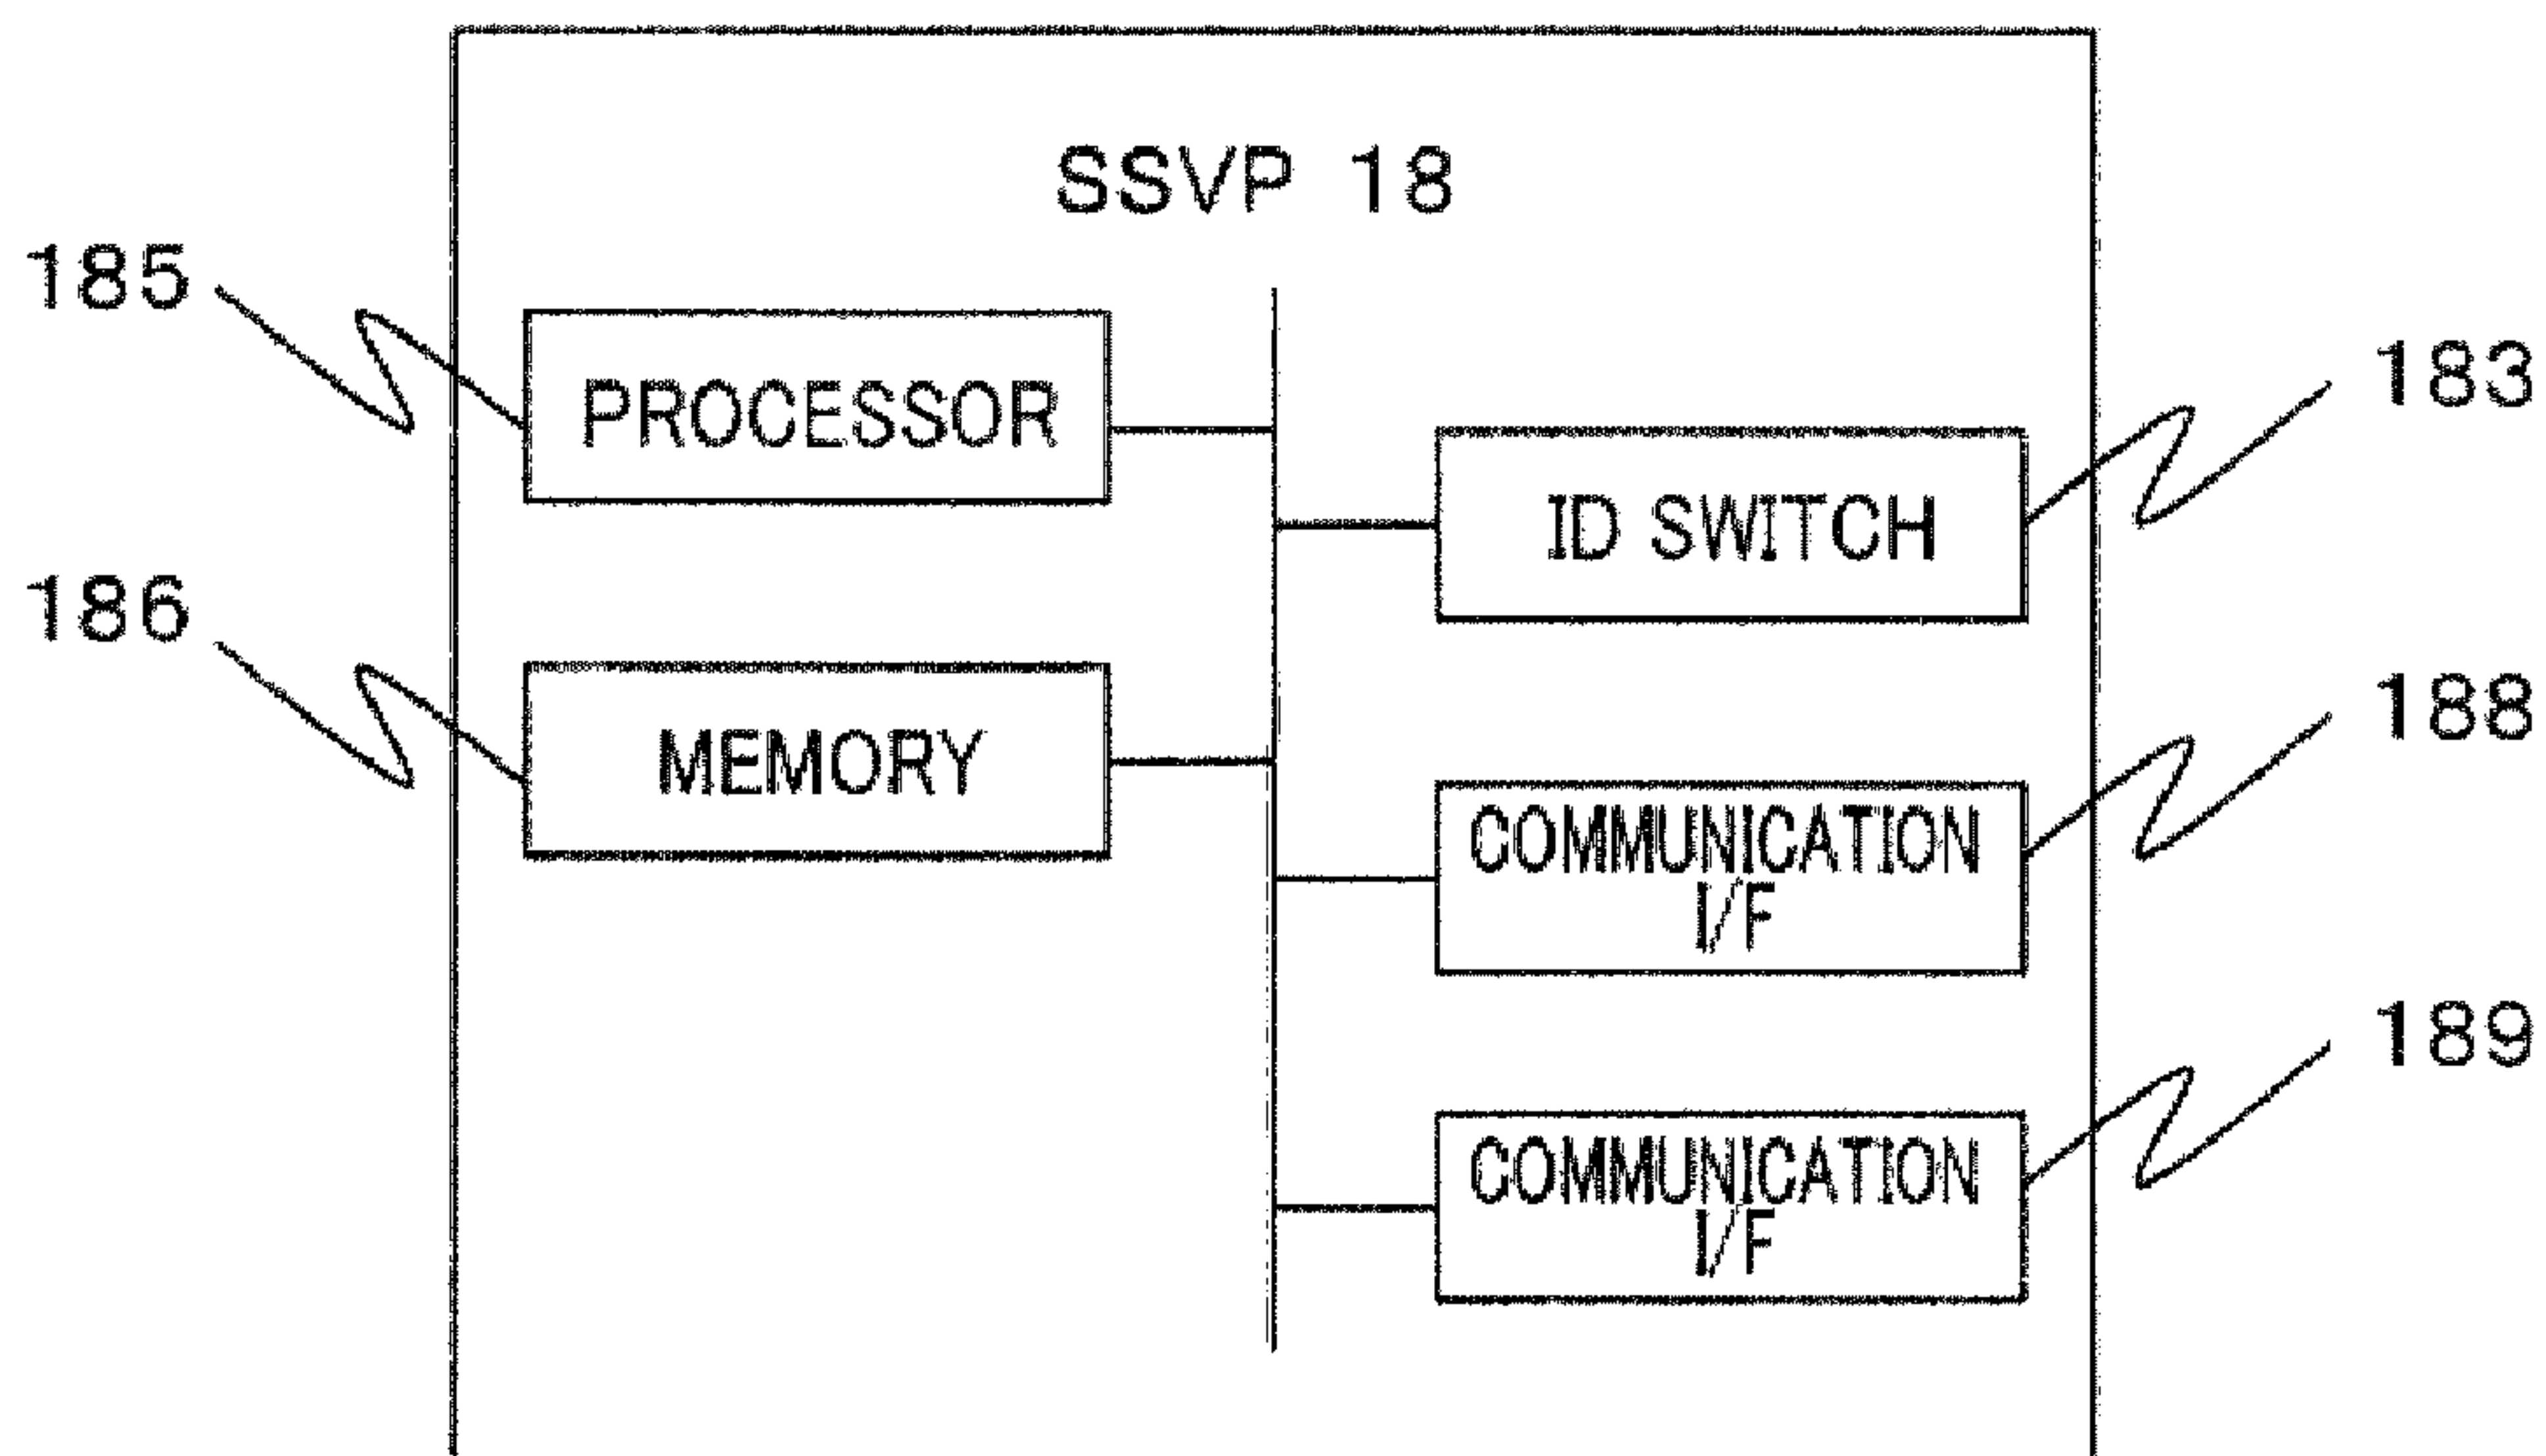 SSVP 18
185
PROCESSOR
183
ID SWITCH
186
MEMORY
188
COMMUNICATION
I/F
189
COMMUNICATION
I/F